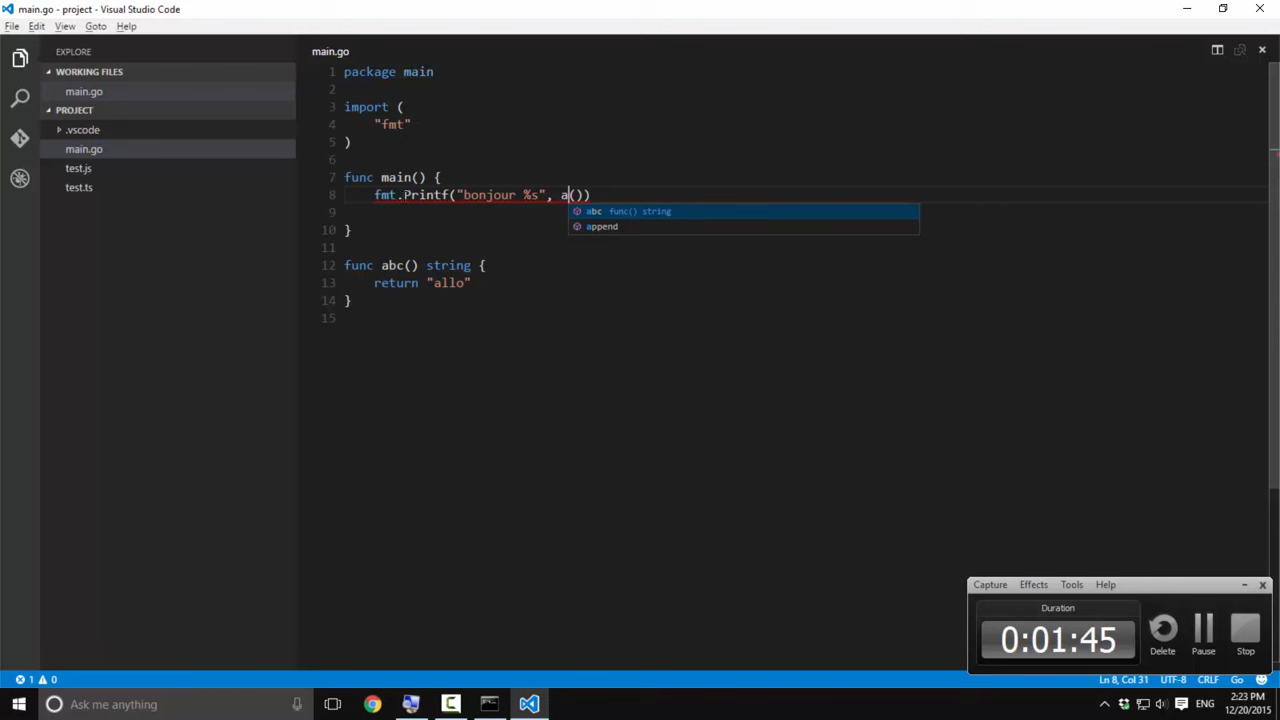 main.go - project - Visual Studio Code
File Edit View Goto Help
EXPLORE
WORKING FILES
main.go
PROJECT
.vscode
main.go
test.js
test.ts
main.go
1 package main
2
3 import (
4 "fmt"
5 )
6
7 func main() {
8 fmt.Printf("bonjour %s", a())
abc func() string
append
9
10 }
11
12 func abc() string {
13 return "allo"
14 }
15
Capture Effects Tools Help
Duration
0:01:45
Delete Pause Stop
1 0
Ln 8, Col 31 UTF-8 CRLF Go
Ask me anything
ENG
2:23 PM
12/20/2015